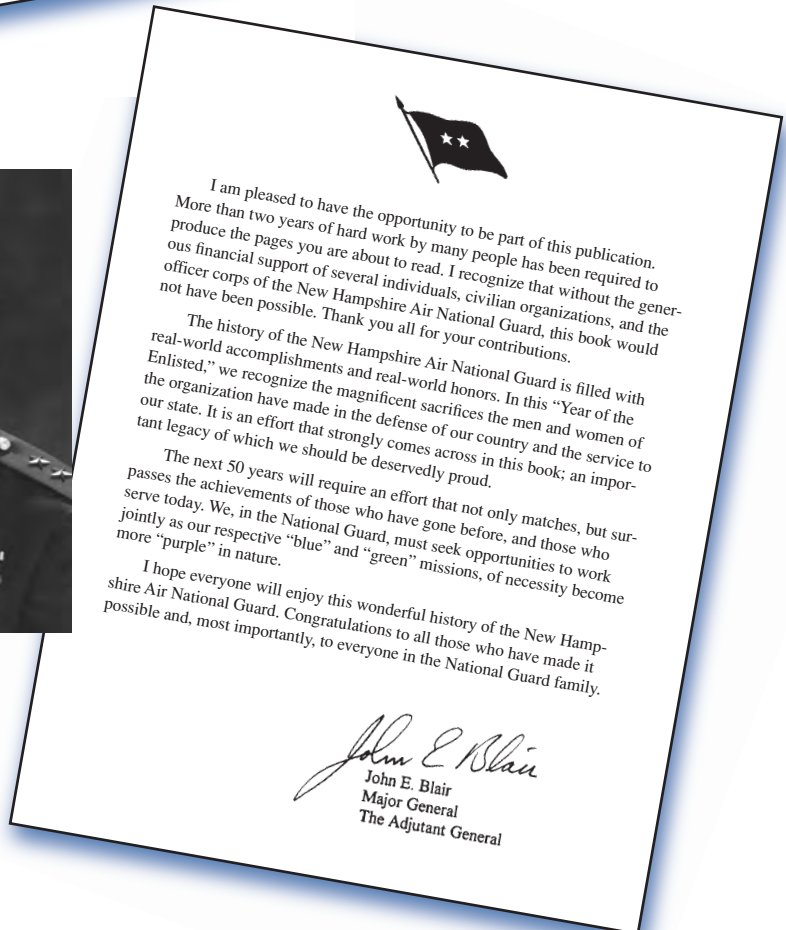 I am pleased to have the opportunity to be part of this publication.
More than two years of hard work by many people has been required to
produce the pages you are about to read. I recognize that without the gener-
ous financial support of several individuals, civilian organizations, and the
officer corps of the New Hampshire Air National Guard, this book would
not have been possible. Thank you all for your contributions.
The history of the New Hampshire Air National Guard is filled with
real-world accomplishments and real-world honors. In this “Year of the
Enlisted,” we recognize the magnificent sacrifices the men and women of
the organization have made in the defense of our country and the service to
our state. It is an effort that strongly comes across in this book; an impor-
tant legacy of which we should be deservedly proud.
The next 50 years will require an effort that not only matches, but sur-
passes the achievements of those who have gone before, and those who
serve today. We, in the National Guard, must seek opportunities to work
jointly as our respective “blue” and “green” missions, of necessity become
more “purple” in nature.
I hope everyone will enjoy this wonderful history of the New Hamp-
shire Air National Guard. Congratulations to all those who have made it
possible and, most importantly, to everyone in the National Guard family.
John E Blair
John E. Blair
Major General
The Adjutant General